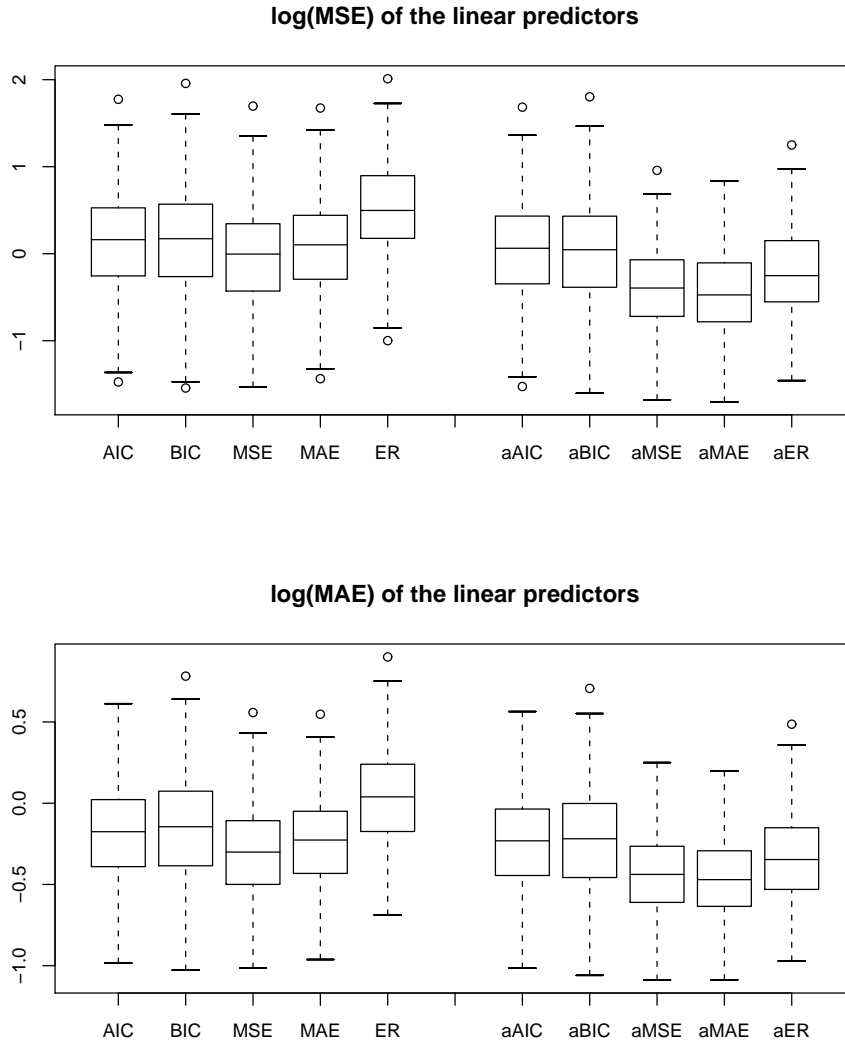 log(MSE) of the linear predictors
2
1
0
−1
AIC BIC MSE MAE ER aAIC aBIC aMSE aMAE aER
log(MAE) of the linear predictors
0.5
0.0
−0.5
−1.0
AIC BIC MSE MAE ER aAIC aBIC aMSE aMAE aER